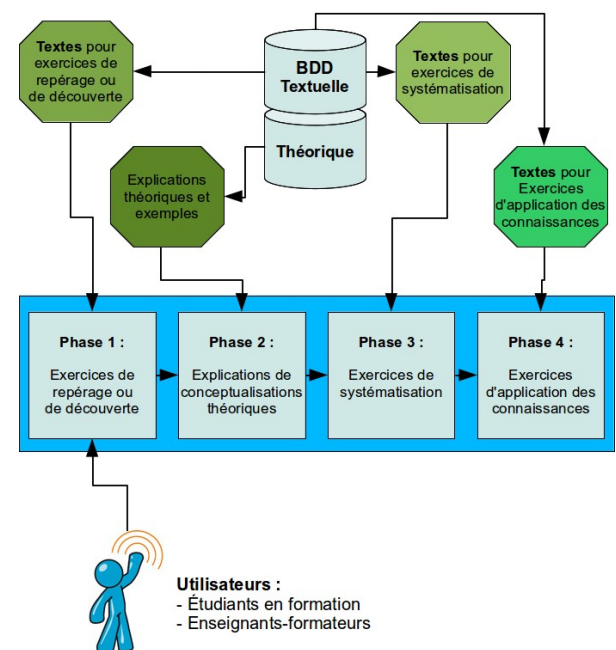 Textes pour
exercices de
repérage ou
de découverte
BDD
Textuelle
Théorique
Textes pour
exercices de
systématisation
Explications
théoriques et
exemples
Textes pour
Exercices
d'application des
connaissances
Phase 1 :
Exercices de
repérage ou
de découverte
Phase 2 :
Explications de
conceptualisations
théoriques
Phase 3 :
Exercices de
systématisation
Phase 4 :
Exercices
d'application des
connaissances
Utilisateurs :
- Étudiants en formation
- Enseignants-formateurs